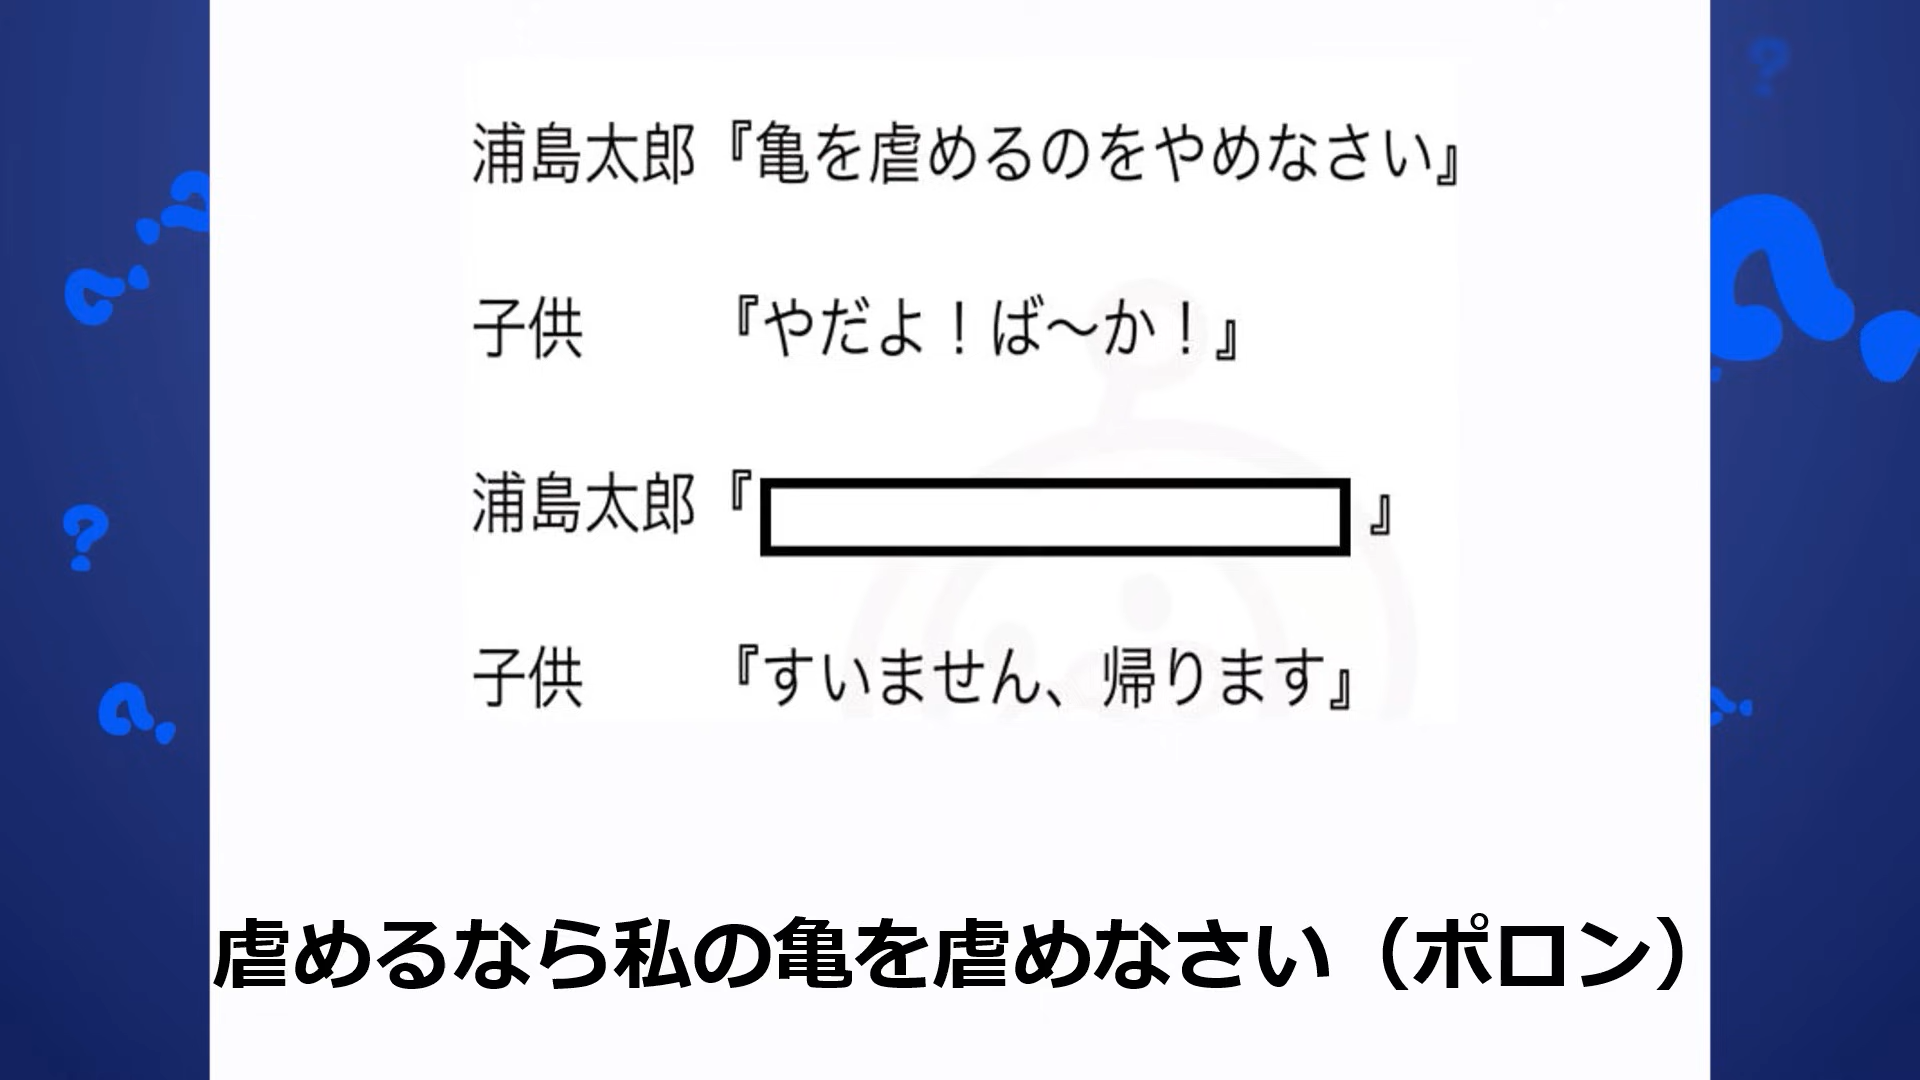 浦島太郎『亀を虐めるのをやめなさい』
子供　　『やだよ！ば～か！』
浦島太郎『　　　　　　　　　　』
子供　　『すいません、帰ります』
虐めるなら私の亀を虐めなさい（ポロン）